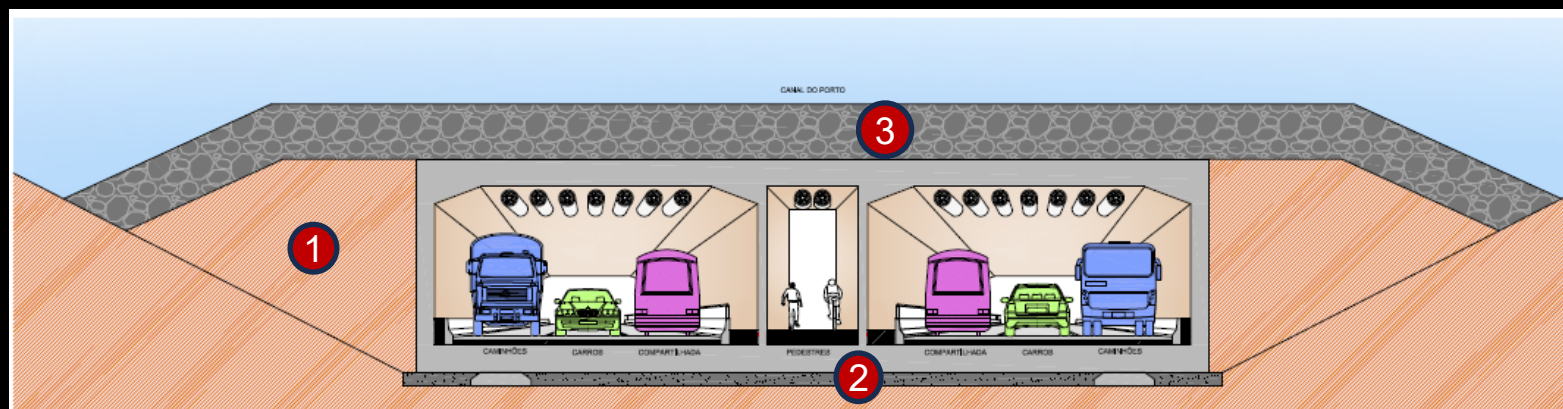 CANAL DO PORTO
3
1
CAMINHÕES CARROS COMPARTILHADA PEDESTRES COMPARTILHADA CARROS CAMINHÕES
2